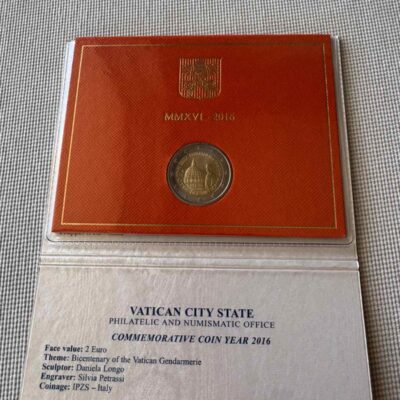 MMXVI - 2016
VATICAN CITY STATE
PHILATELIC AND NUMISMATIC OFFICE
COMMEMORATIVE COIN YEAR 2016
Face value: 2 Euro
Theme: Bicentenary of the Vatican Gendarmerie
Sculptor: Daniela Longo
Engraver: Silvia Petrassi
Coinage: IPZS – Italy